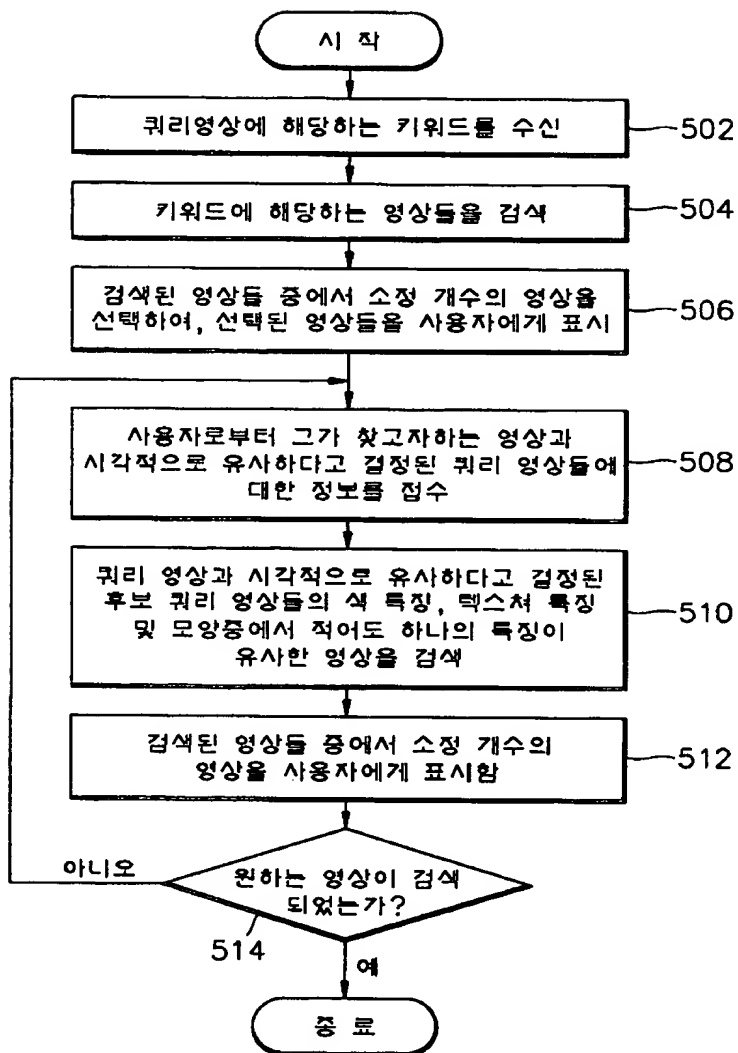 시 작
쿼리영상에 해당하는 키워드를 수신
502
키워드에 해당하는 영상들을 검색
504
검색된 영상들 중에서 소정 개수의 영상을
선택하여, 선택된 영상들을 사용자에게 표시
506
사용자로부터 그가 찾고자하는 영상과
시각적으로 유사하다고 결정된 쿼리 영상들에
대한 정보를 접수
508
쿼리 영상과 시각적으로 유사하다고 결정된
후보 쿼리 영상들의 색 특징, 텍스쳐 특징
및 모양중에서 적어도 하나의 특징이
유사한 영상을 검색
510
검색된 영상들 중에서 소정 개수의
영상을 사용자에게 표시함
512
아니오
원하는 영상이 검색
되었는가?
514
예
종 료